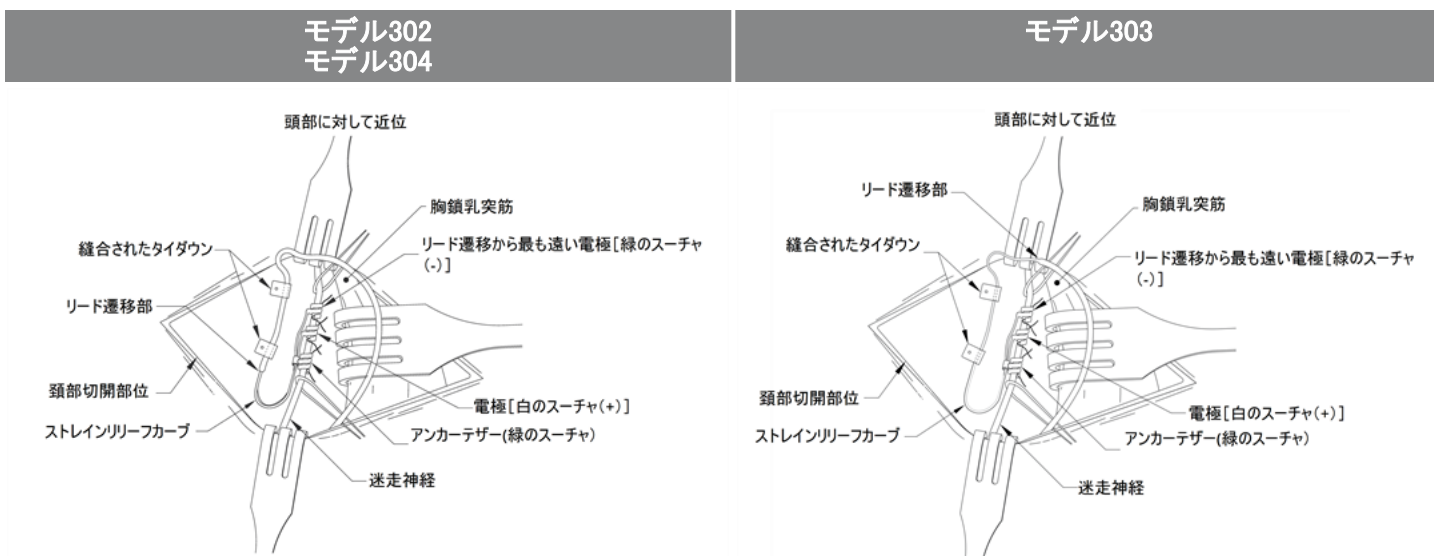 モデル302
モデル304
頭部に対して近位
胸鎖乳突筋
縫合されたタイダウン
リード遷移から最も遠い電極[緑のスーチャ
(-)]
リード遷移部
頚部切開部位
電極[白のスーチャ(+)]
ストレインリリーフカーブ
アンカーテザー(緑のスーチャ)
迷走神経
モデル303
頭部に対して近位
リード遷移部
胸鎖乳突筋
縫合されたタイダウン
リード遷移から最も遠い電極[緑のスーチャ
(-)]
頚部切開部位
電極[白のスーチャ(+)]
ストレインリリーフカーブ
アンカーテザー(緑のスーチャ)
迷走神経